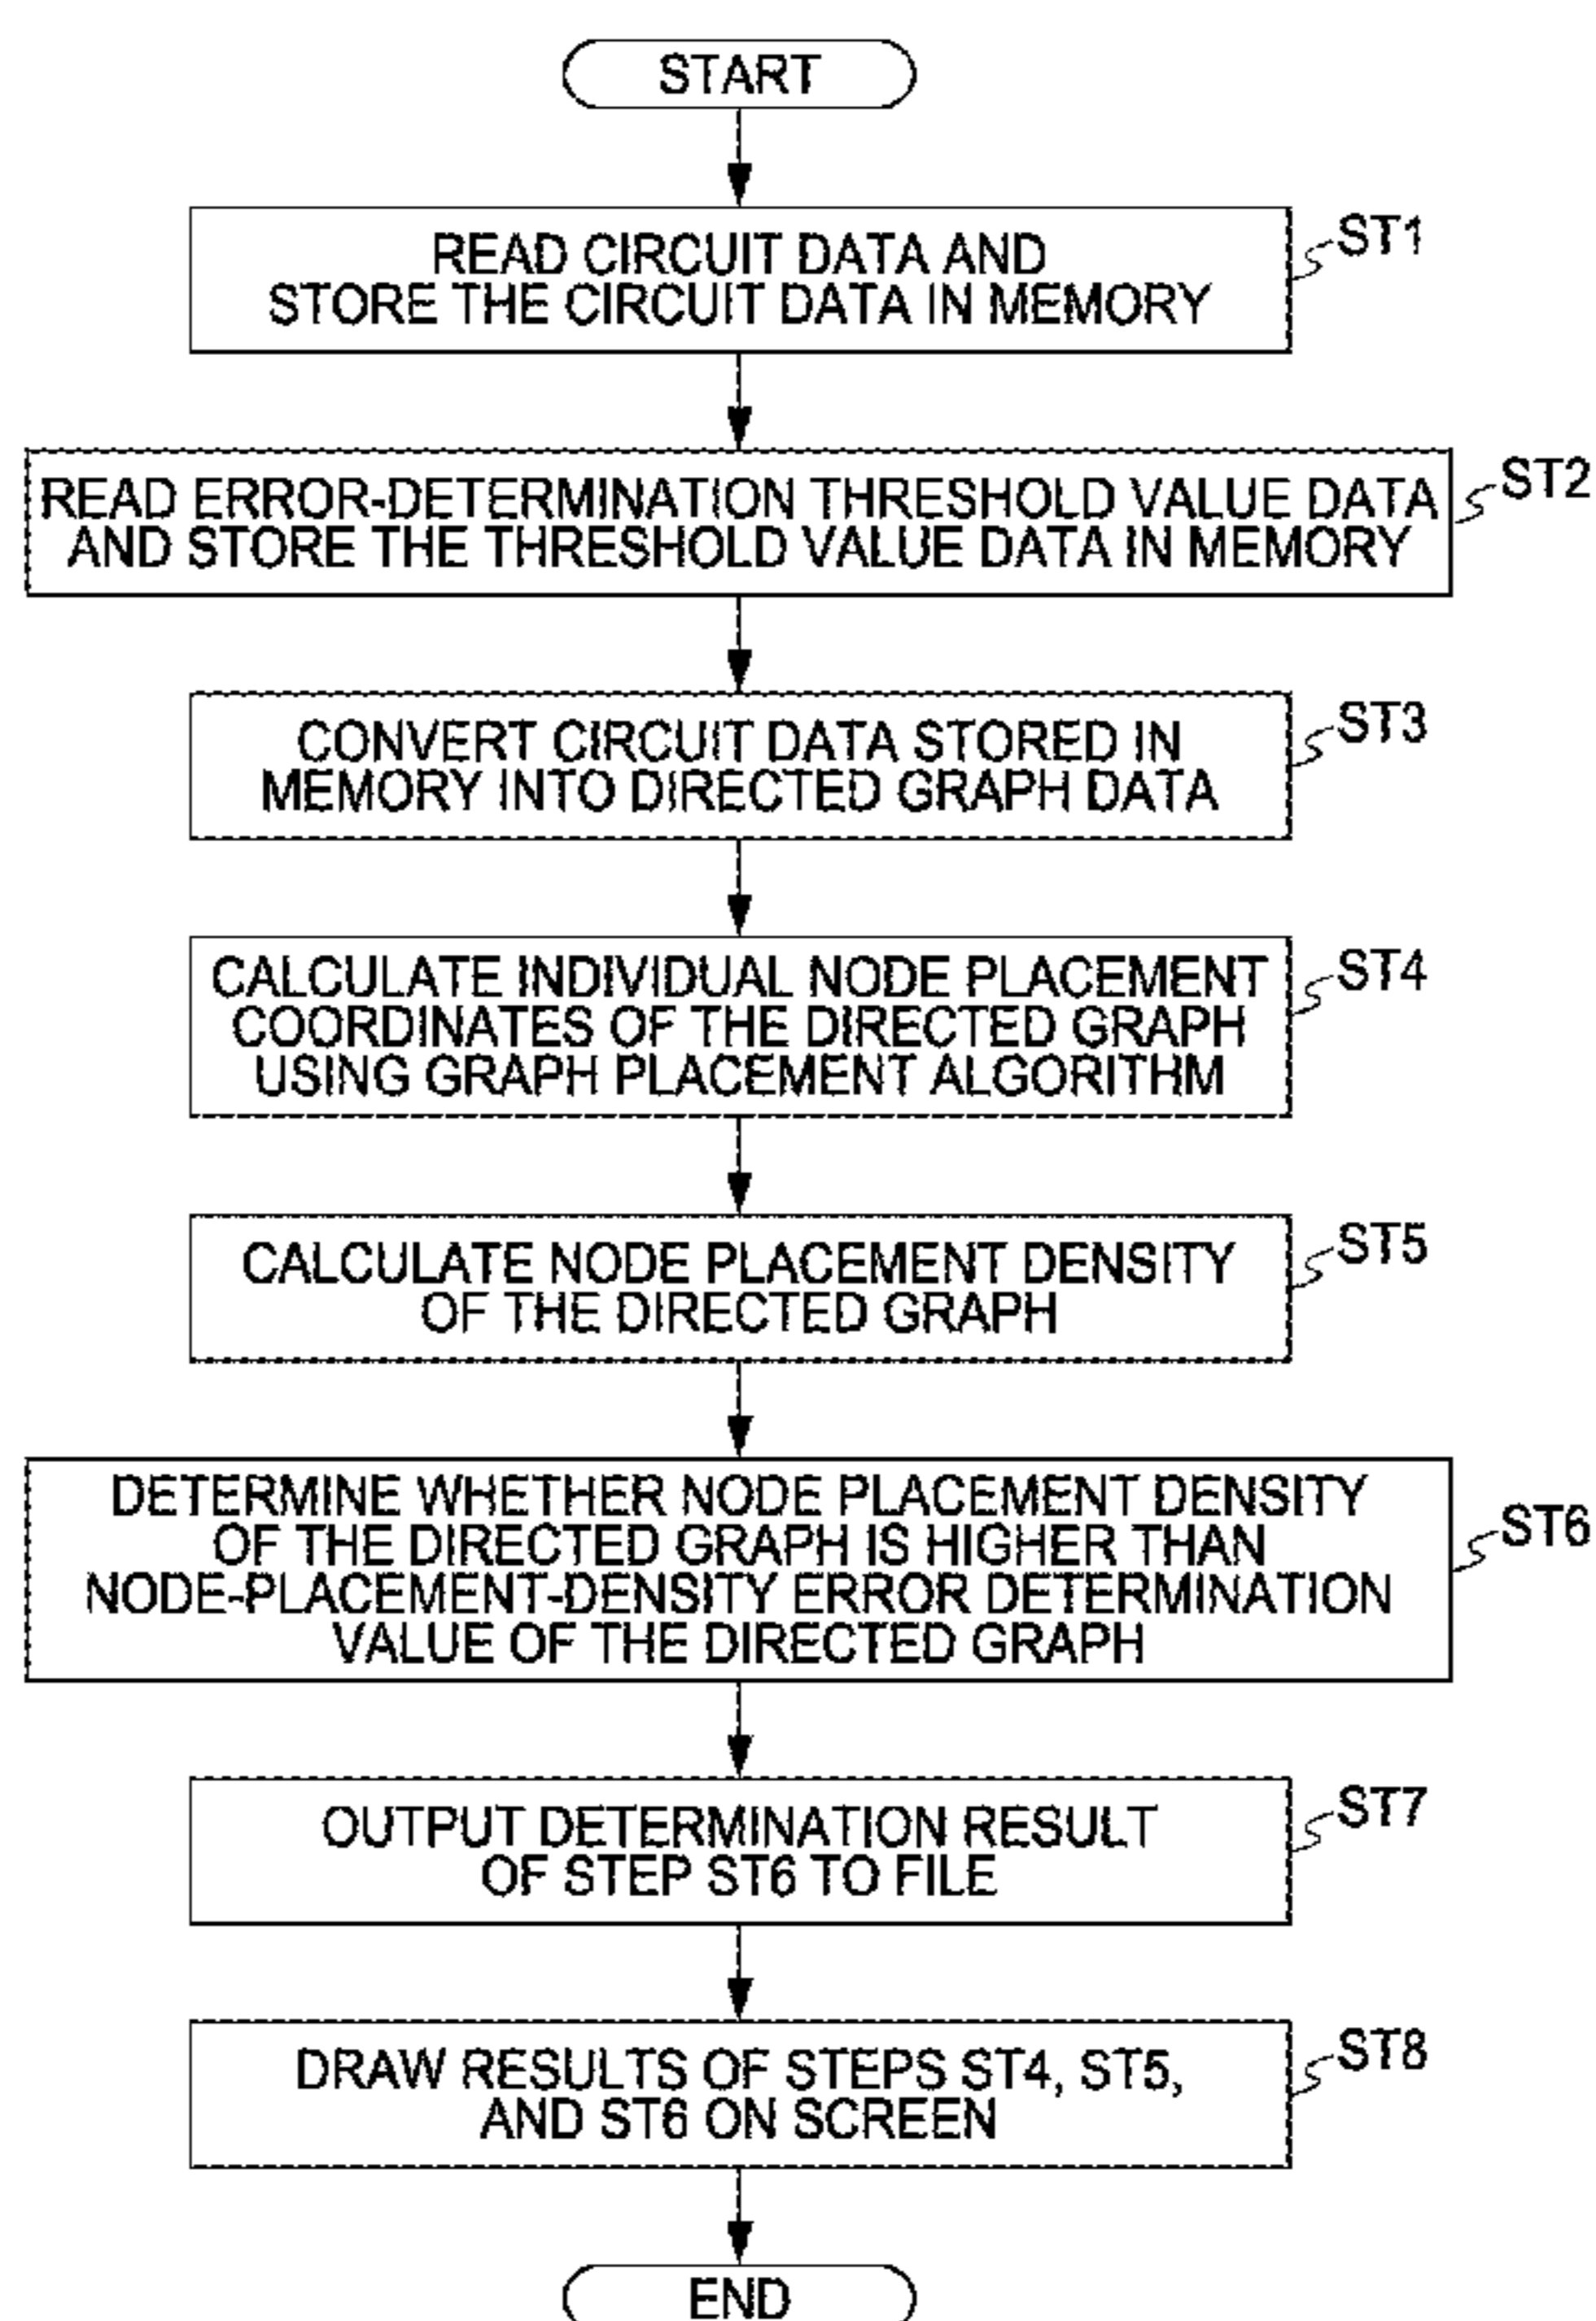 START
READ CIRCUIT DATA AND
STORE THE CIRCUIT DATA IN MEMORY
ST1
READ ERROR-DETERMINATION THRESHOLD VALUE DATA
AND STORE THE THRESHOLD VALUE DATA IN MEMORY
ST2
CONVERT CIRCUIT DATA STORED IN
MEMORY INTO DIRECTED GRAPH DATA
ST3
CALCULATE INDIVIDUAL NODE PLACEMENT
COORDINATES OF THE DIRECTED GRAPH
USING GRAPH PLACEMENT ALGORITHM
ST4
CALCULATE NODE PLACEMENT DENSITY
OF THE DIRECTED GRAPH
ST5
DETERMINE WHETHER NODE PLACEMENT DENSITY
OF THE DIRECTED GRAPH IS HIGHER THAN
NODE-PLACEMENT-DENSITY ERROR DETERMINATION
VALUE OF THE DIRECTED GRAPH
ST6
OUTPUT DETERMINATION RESULT
OF STEP ST6 TO FILE
ST7
DRAW RESULTS OF STEPS ST4, ST5,
AND ST6 ON SCREEN
ST8
END